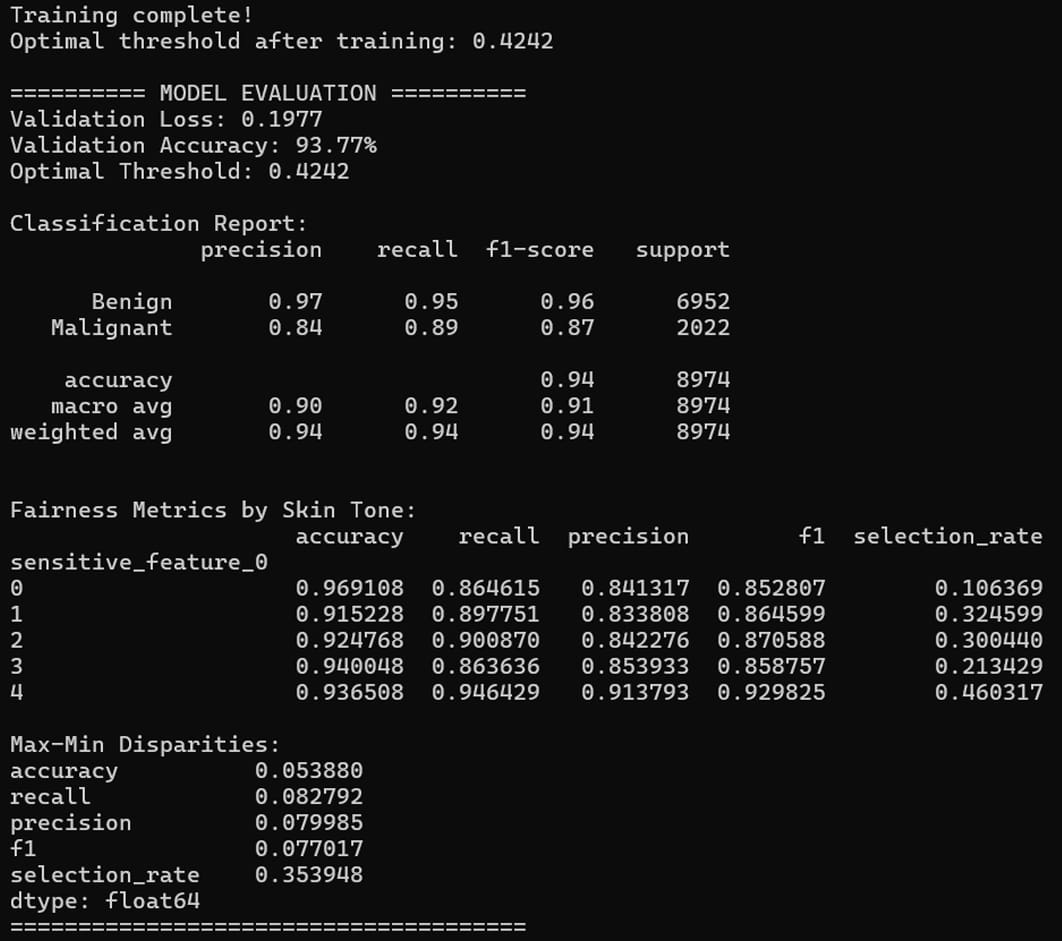 Training complete!
Optimal threshold after training: 0.4242
========== MODEL EVALUATION ==========
Validation Loss: 0.1977
Validation Accuracy: 93.77%
Optimal Threshold: 0.4242
Classification Report:
precision recall f1-score support
Benign 0.97 0.95 0.96 6952
Malignant 0.84 0.89 0.87 2022
accuracy 0.94 8974
macro avg 0.90 0.92 0.91 8974
weighted avg 0.94 0.94 0.94 8974
Fairness Metrics by Skin Tone:
accuracy recall precision f1 selection_rate
sensitive_feature_0
0 0.969108 0.864615 0.841317 0.852807 0.106369
1 0.915228 0.897751 0.833808 0.864599 0.324599
2 0.924768 0.900870 0.842276 0.870588 0.300440
3 0.940048 0.863636 0.853933 0.858757 0.213429
4 0.936508 0.946429 0.913793 0.929825 0.460317
Max-Min Disparities:
accuracy 0.053880
recall 0.082792
precision 0.079985
f1 0.077017
selection_rate 0.353948
dtype: float64
======================================